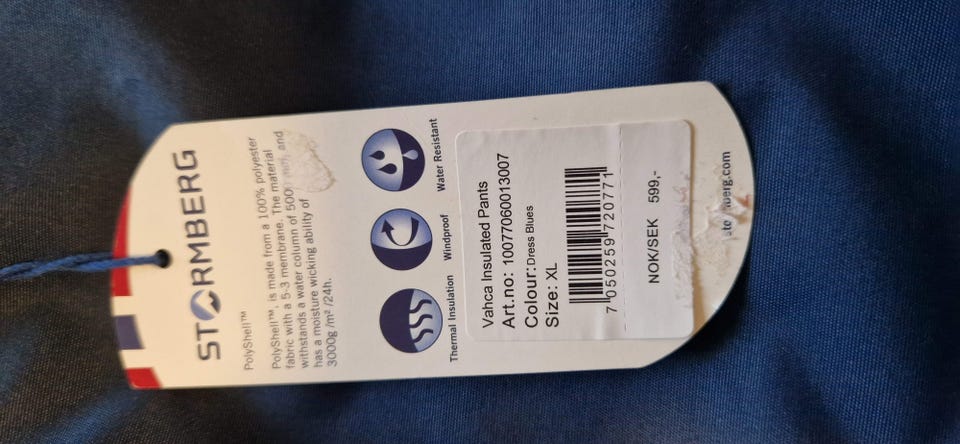 STORMBERG
PolyShell™
PolyShell™, is made from a 100% polyester
fabric with a 5-3 membrane. The material
withstands a water column of and
has a moisture wicking ability of
3000g /m² /24h.
Thermal Insulation
Windproof
Water Resistant
Vahca Insulated Pants
Art.no: 10077060013007
Colour:Dress Blues
Size: XL
7 050259 720771
NOK/SEK 599,-